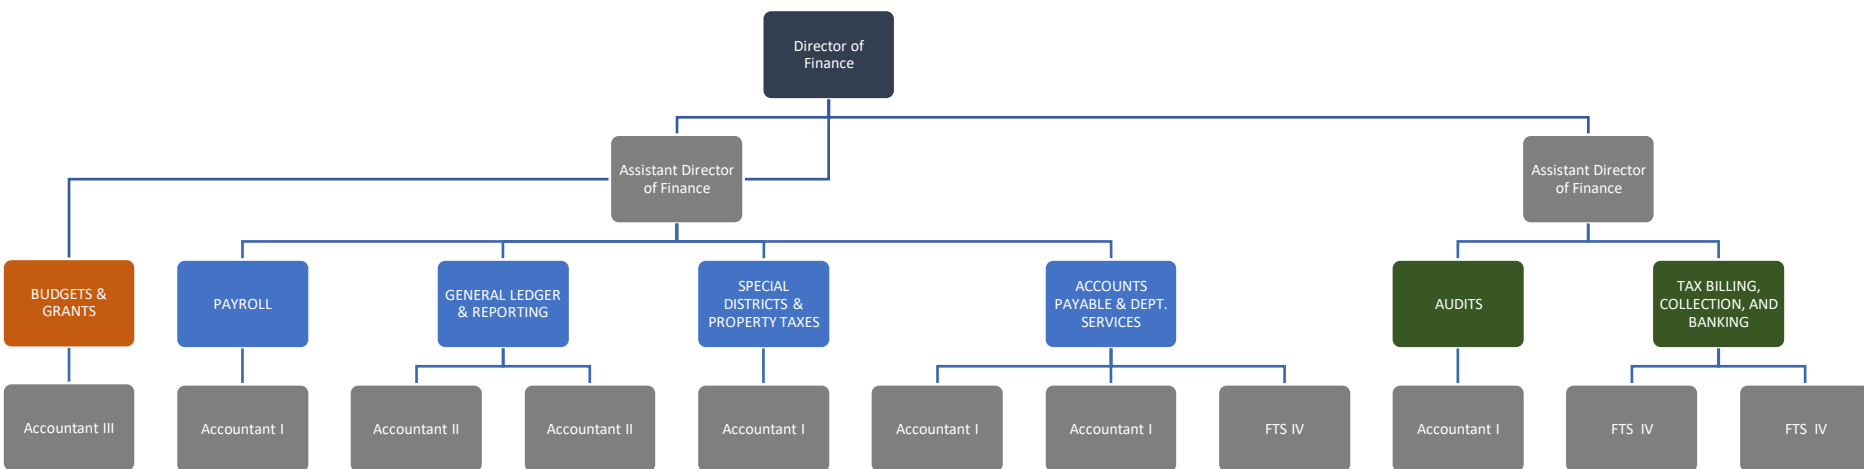 Director of
Finance
Assistant Director
of Finance
Assistant Director
of Finance
BUDGETS &
GRANTS
PAYROLL
GENERAL LEDGER
& REPORTING
SPECIAL
DISTRICTS &
PROPERTY TAXES
ACCOUNTS
PAYABLE & DEPT.
SERVICES
AUDITS
TAX BILLING,
COLLECTION, AND
BANKING
Accountant III
Accountant I
Accountant II
Accountant II
Accountant I
Accountant I
Accountant I
FTS IV
Accountant I
FTS IV
FTS IV